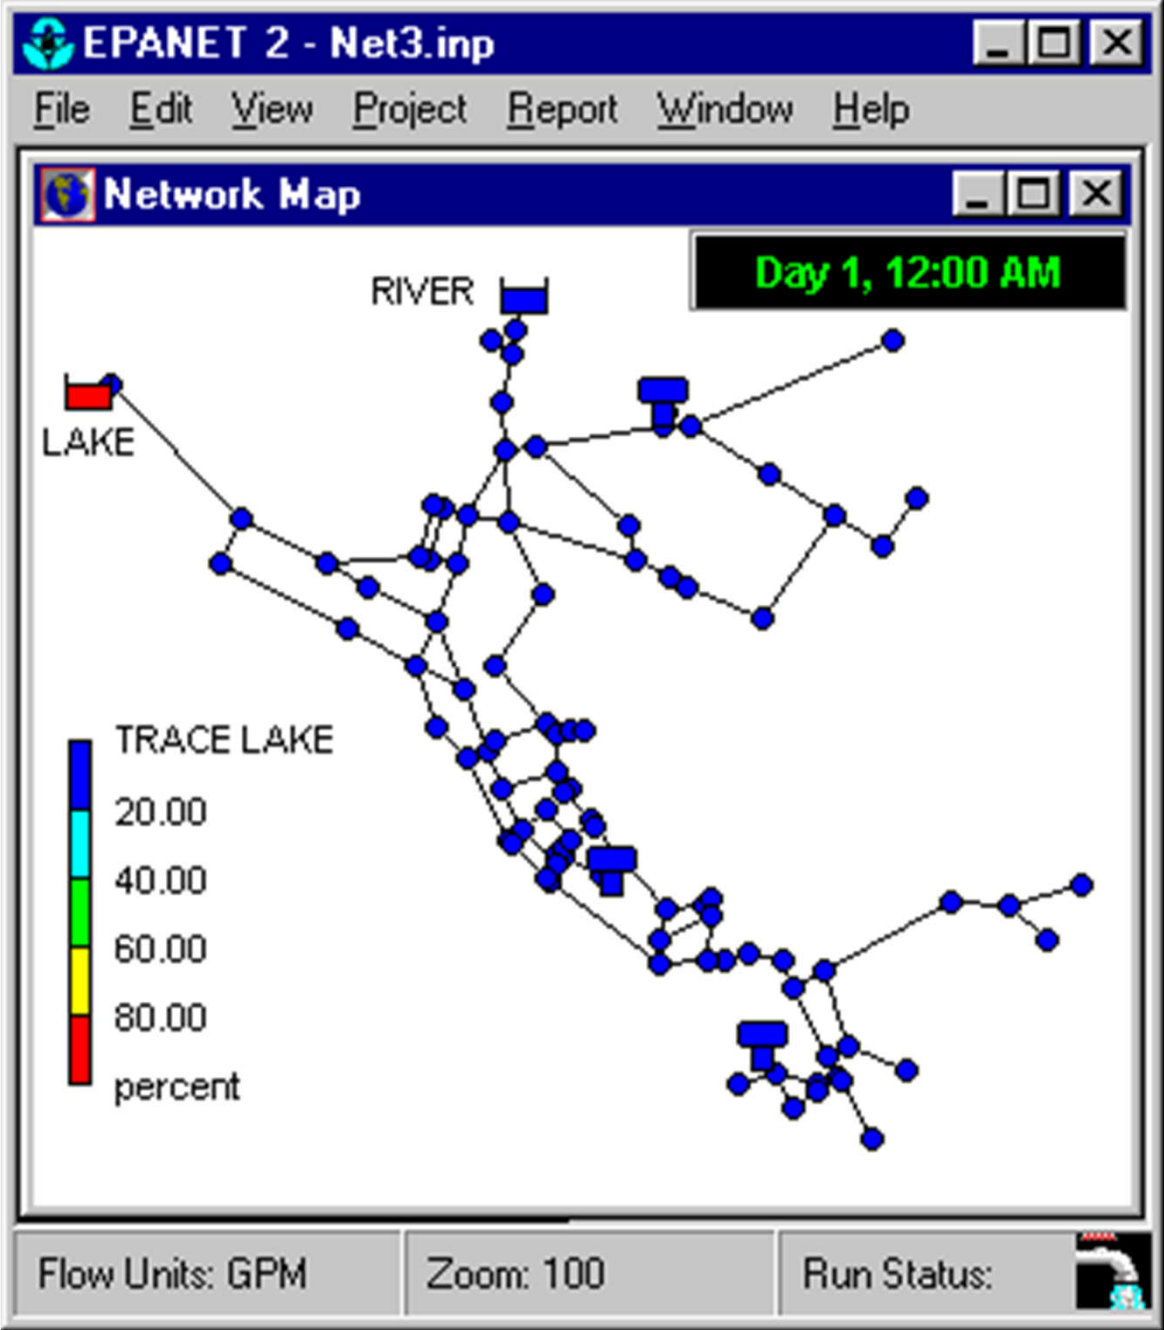 EPANET 2 - Net3.inp
File Edit View Project Report Window Help
Network Map
Day 1, 12:00 AM
RIVER
LAKE
TRACE LAKE
20.00
40.00
60.00
80.00
percent
Flow Units: GPM Zoom: 100 Run Status: